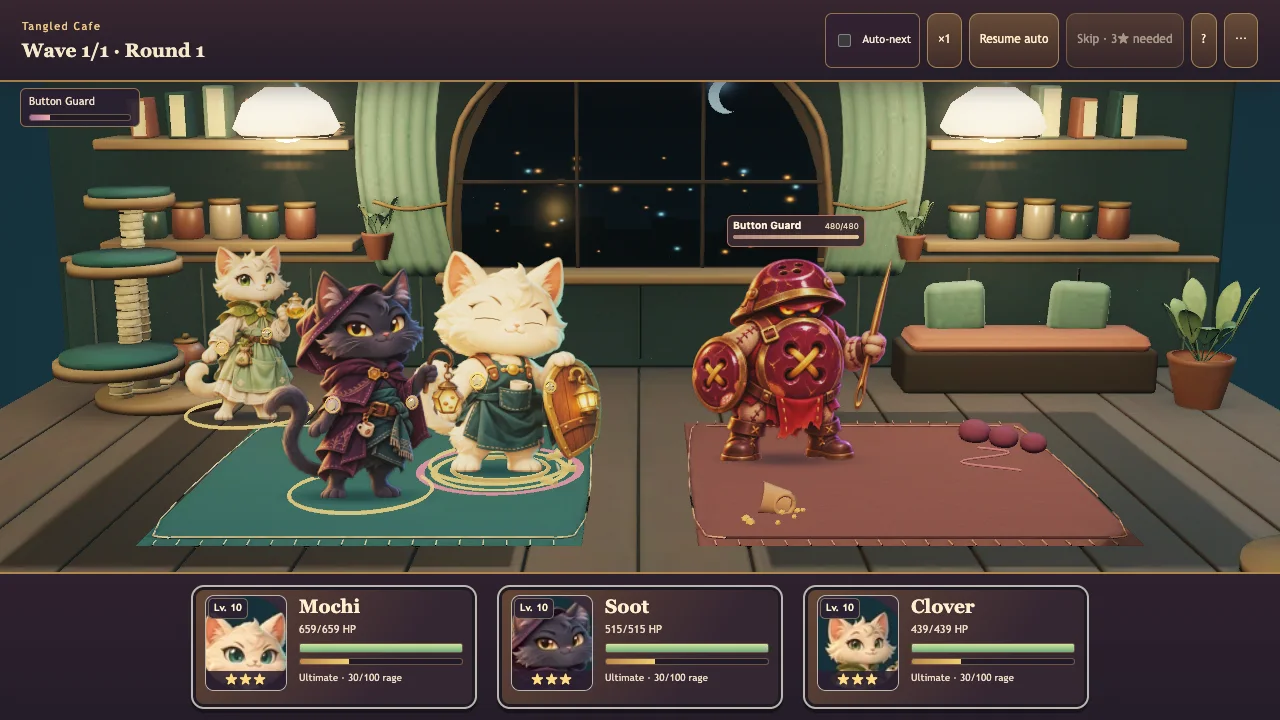 Tangled Cafe
Wave 1/1 · Round 1
Auto-next
×1
Resume auto
Skip · 3★ needed
?
···
Button Guard
Button Guard 480/480
Lv. 10
Mochi
659/659 HP
Ultimate · 30/100 rage
Lv. 10
Soot
515/515 HP
Ultimate · 30/100 rage
Lv. 10
Clover
439/439 HP
Ultimate · 30/100 rage